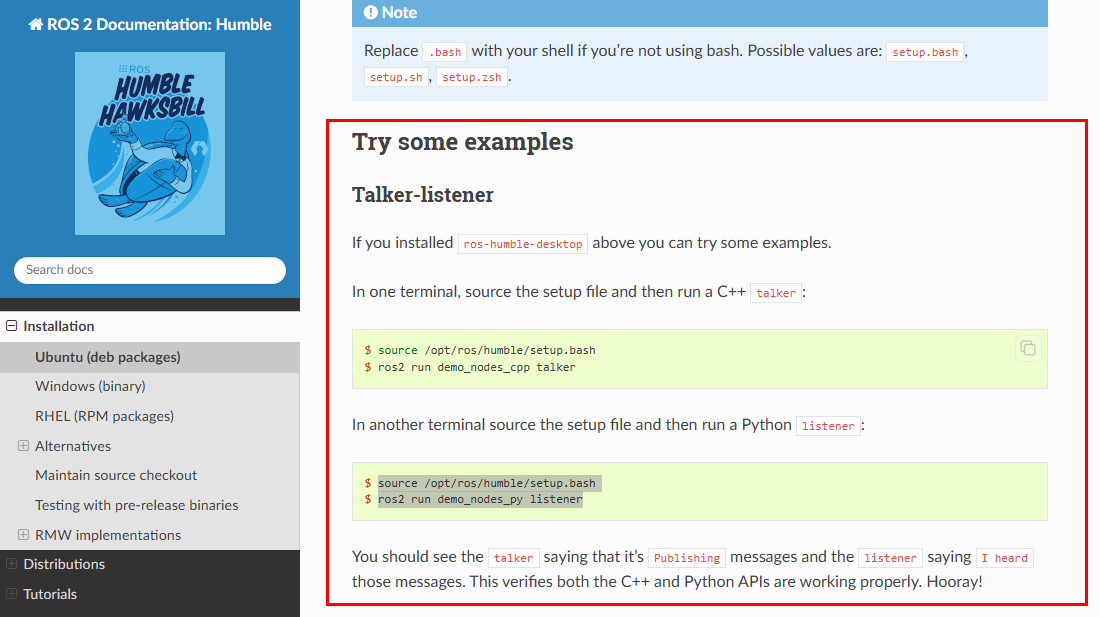 ROS 2 Documentation: Humble
ROS
HUMBLE
HAWKSBILL
Search docs
Installation
Ubuntu (deb packages)
Windows (binary)
RHEL (RPM packages)
Alternatives
Maintain source checkout
Testing with pre-release binaries
RMW implementations
Distributions
Tutorials
Note
Replace .bash with your shell if you’re not using bash. Possible values are: setup.bash,
setup.sh, setup.zsh.
Try some examples
Talker-listener
If you installed ros-humble-desktop above you can try some examples.
In one terminal, source the setup file and then run a C++ talker:
$ source /opt/ros/humble/setup.bash
$ ros2 run demo_nodes_cpp talker
In another terminal source the setup file and then run a Python listener:
$ source /opt/ros/humble/setup.bash
$ ros2 run demo_nodes_py listener
You should see the talker saying that it’s Publishing messages and the listener saying I heard
those messages. This verifies both the C++ and Python APIs are working properly. Hooray!